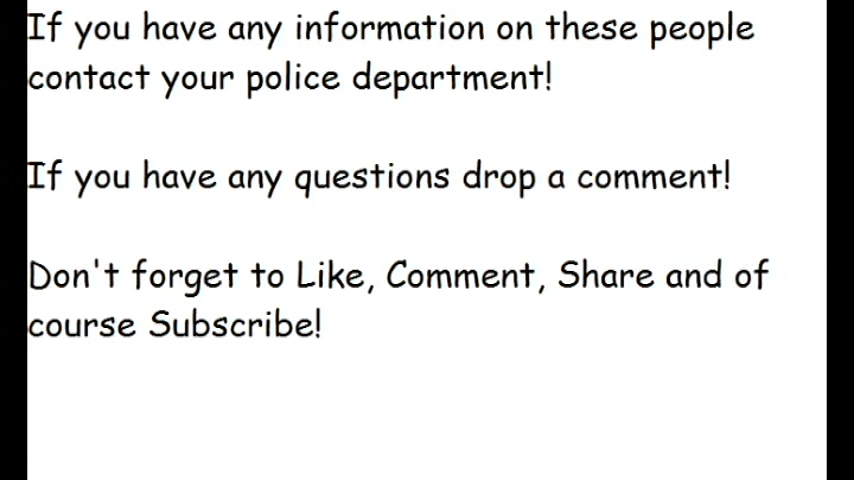 If you have any information on these people
contact your police department!
If you have any questions drop a comment!
Don't forget to Like, Comment, Share and of
course Subscribe!